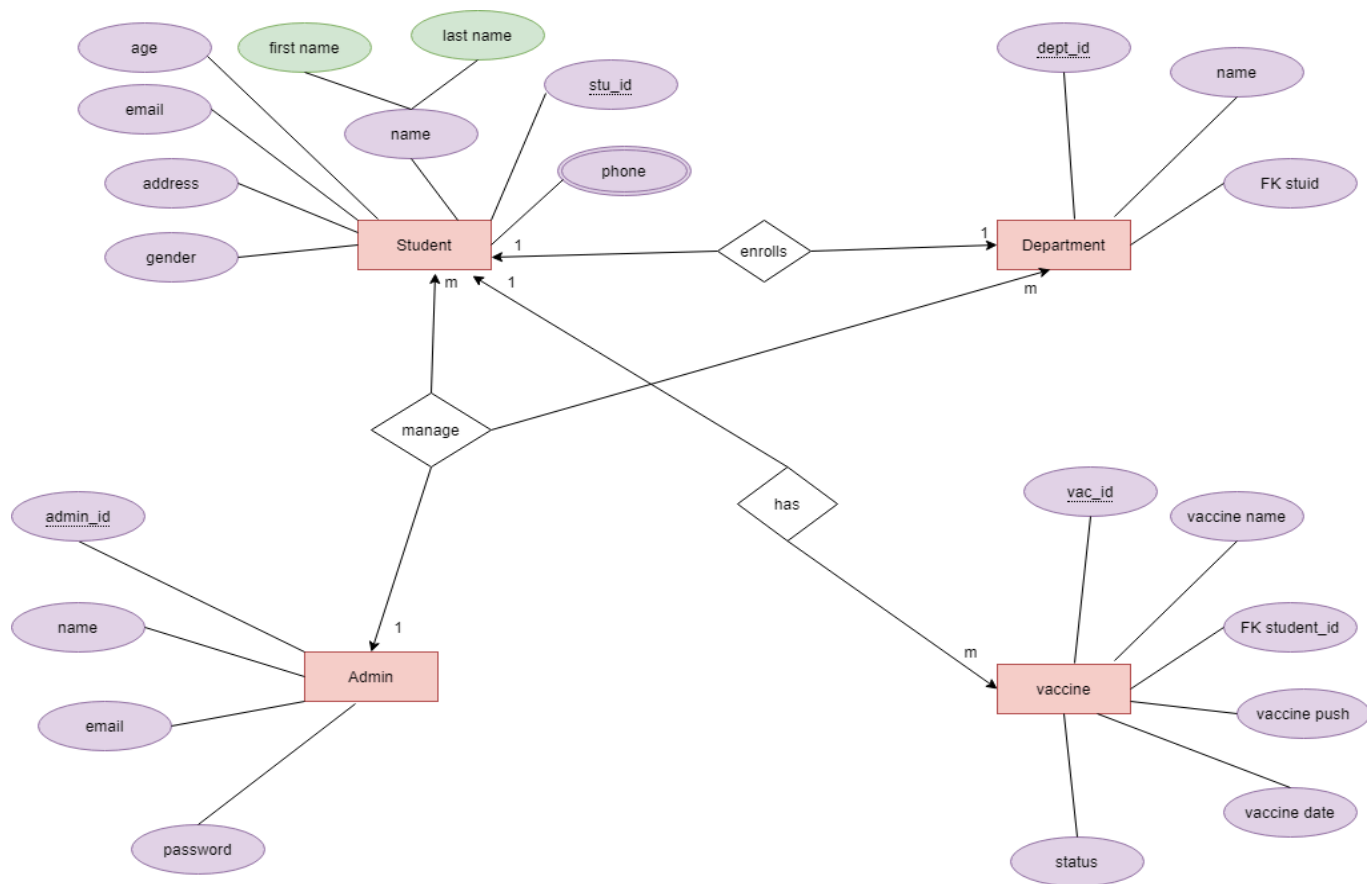 last name
first name
age
dept_id
name
stu_id
email
name
phone
address
FK stuid
gender
Student
1
enrolls
1
Department
m
1
m
manage
vac_id
has
admin_id
vaccine name
name
1
FK student_id
m
Admin
vaccine
email
vaccine push
vaccine date
password
status